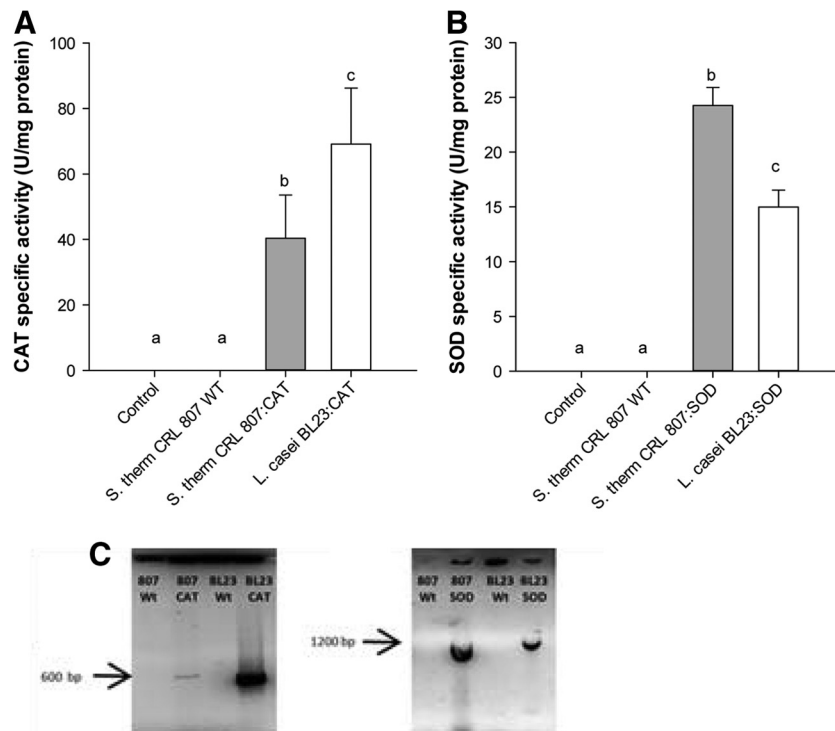 A
CAT specific activity (U/mg protein)
100
80
60
40
20
0
a
a
b
c
Control
S. therm CRL 807 WT
S. therm CRL 807:CAT
L. casei BL23:CAT
B
SOD specific activity (U/mg protein)
30
25
20
15
10
5
0
a
a
b
c
Control
S. therm CRL 807 WT
S. therm CRL 807:SOD
L. casei BL23:SOD
C
807 807 BL23 BL23
Wt CAT Wt CAT
600 bp
807 807 BL23 BL23
Wt SOD Wt SOD
1200 bp